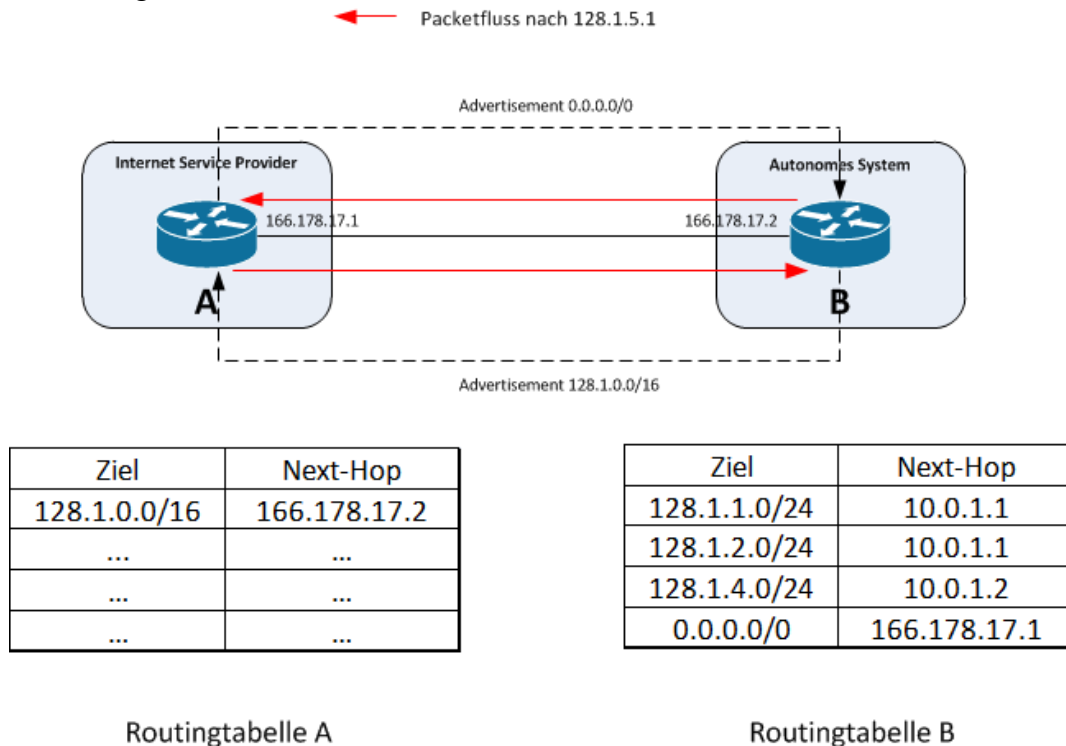 Packetfluss nach 128.1.5.1
Advertisement 0.0.0.0/0
Internet Service Provider
Autonomes System
166.178.17.1
166.178.17.2
A
B
Advertisement 128.1.0.0/16
Ziel Next-Hop
128.1.0.0/16 166.178.17.2
... ...
... ...
... ...
Ziel Next-Hop
128.1.1.0/24 10.0.1.1
128.1.2.0/24 10.0.1.1
128.1.4.0/24 10.0.1.2
0.0.0.0/0 166.178.17.1
Routingtabelle A
Routingtabelle B